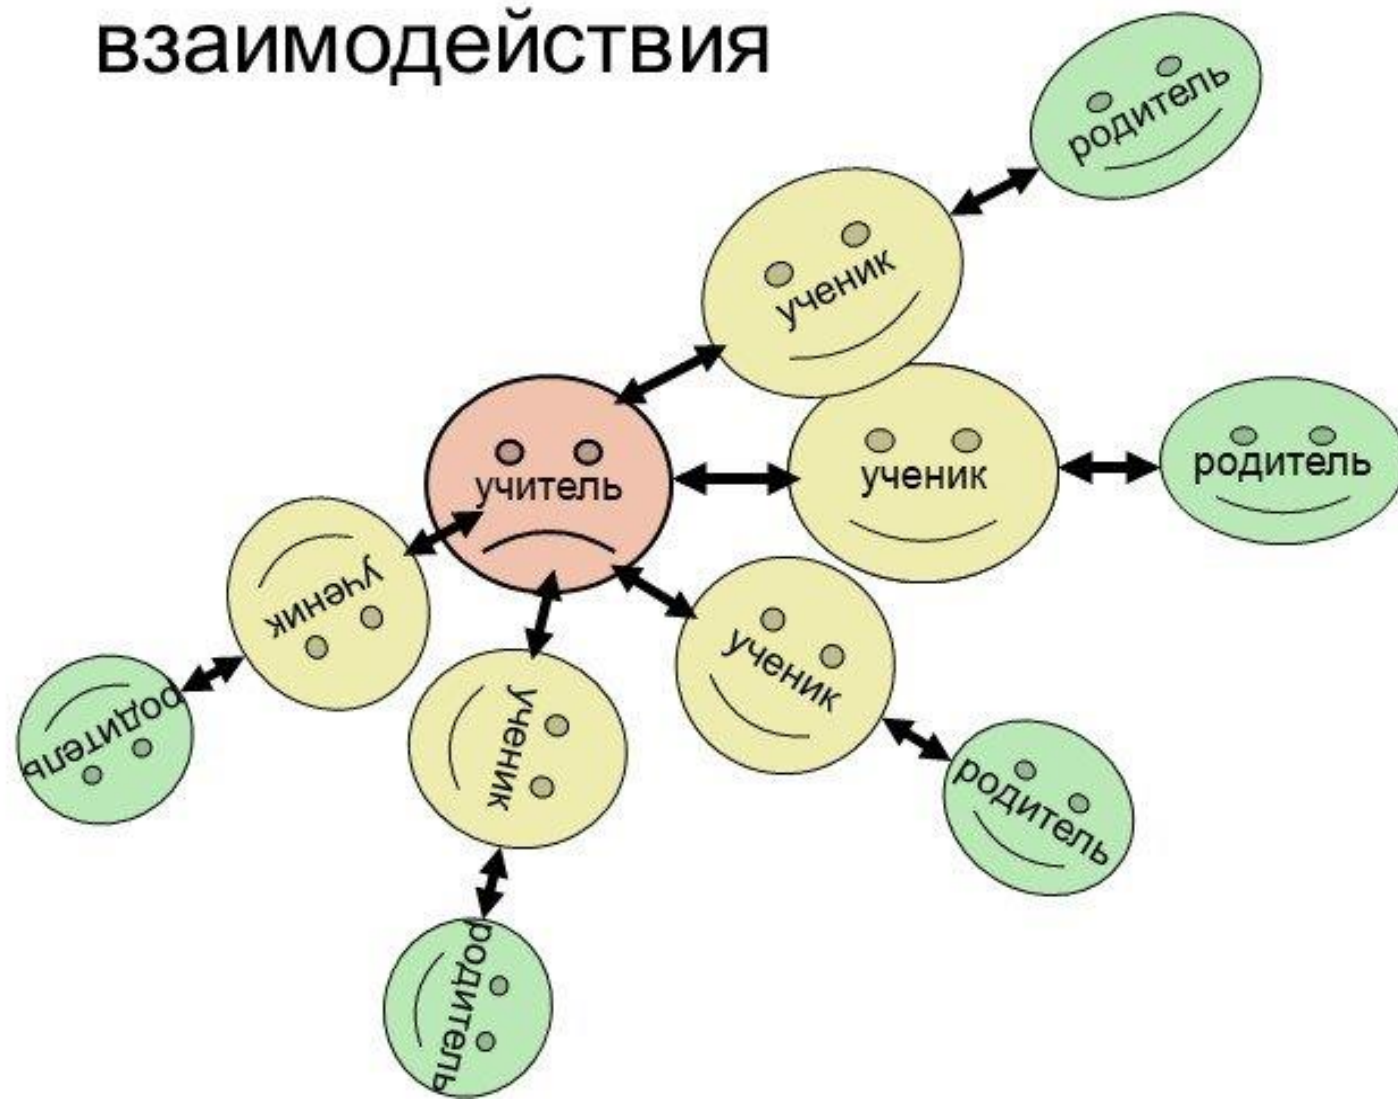 взаимодействия
родитель
ученик
ученик
родитель
учитель
ученик
ученик
родитель
ученик
родитель
родитель